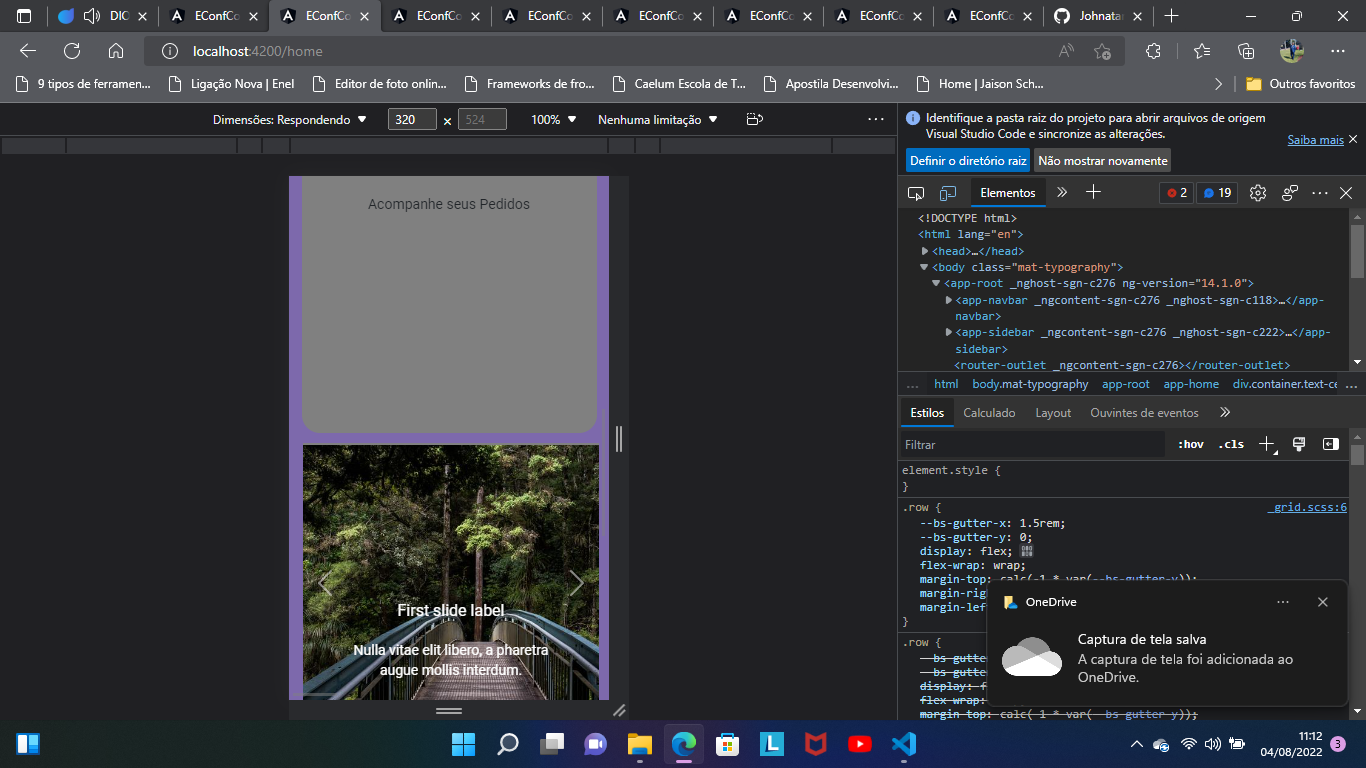 DIC
EConfCo
EConfCo
EConfCo
EConfCo
EConfCo
EConfCo
EConfCo
EConfCo
Johnatan
localhost:4200/home
9 tipos de ferramen...
Ligação Nova | Enel
Editor de foto onlin...
Frameworks de fro...
Caelum Escola de T...
Apostila Desenvolvi...
Home | Jaison Sch...
Outros favoritos
Dimensões: Respondendo
320
×
524
100%
Nenhuma limitação
Acompanhe seus Pedidos
First slide label
Nulla vitae elit libero, a pharetra
augue mollis interdum.
Identifique a pasta raiz do projeto para abrir arquivos de origem
Visual Studio Code e sincronize as alterações.
Saiba mais
Definir o diretório raiz
Não mostrar novamente
Elementos
2
19
<!DOCTYPE html>
<html lang="en">
<head>…</head>
<body class="mat-typography">
<app-root _nghost-sgn-c276 ng-version="14.1.0">
<app-navbar _ngcontent-sgn-c276 _nghost-sgn-c118>…</app-
navbar>
<app-sidebar _ngcontent-sgn-c276 _nghost-sgn-c222>…</app-
sidebar>
<router-outlet _ngcontent-sgn-c276></router-outlet>
...
html
body.mat-typography
app-root
app-home
div.container.text-ce
...
Estilos
Calculado
Layout
Ouvintes de eventos
Filtrar
:hov
.cls
element.style {
}
.row {
_grid.scss:6
--bs-gutter-x: 1.5rem;
--bs-gutter-y: 0;
display: flex;
flex-wrap: wrap;
margin-top: calc(-1 * var(--bs-gutter-y));
margin-rig
margin-left
}
.row {
--bs-gutte
--bs-gutte
display: f
flex-wrap:
margin-top: calc(-1 * var(--bs-gutter-y));
OneDrive
Captura de tela salva
A captura de tela foi adicionada ao
OneDrive.
11:12
04/08/2022
3